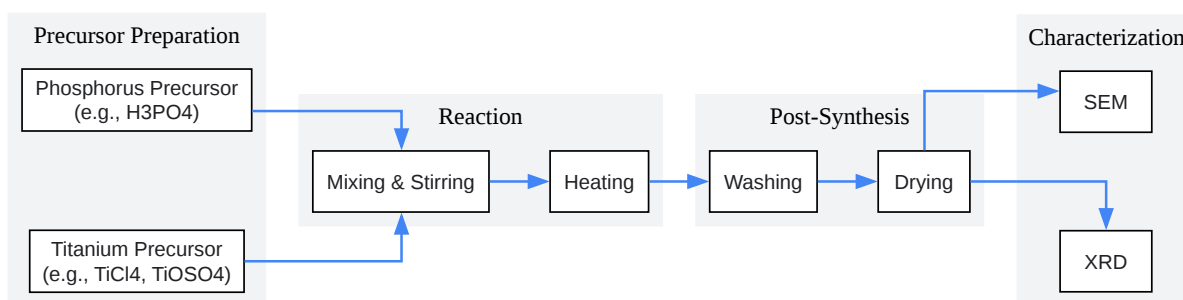 Precursor Preparation
Phosphorus Precursor
(e.g., H3PO4)
Titanium Precursor
(e.g., TiCl4, TiOSO4)
Reaction
Mixing & Stirring
Heating
Post-Synthesis
Washing
Drying
Characterization
SEM
XRD